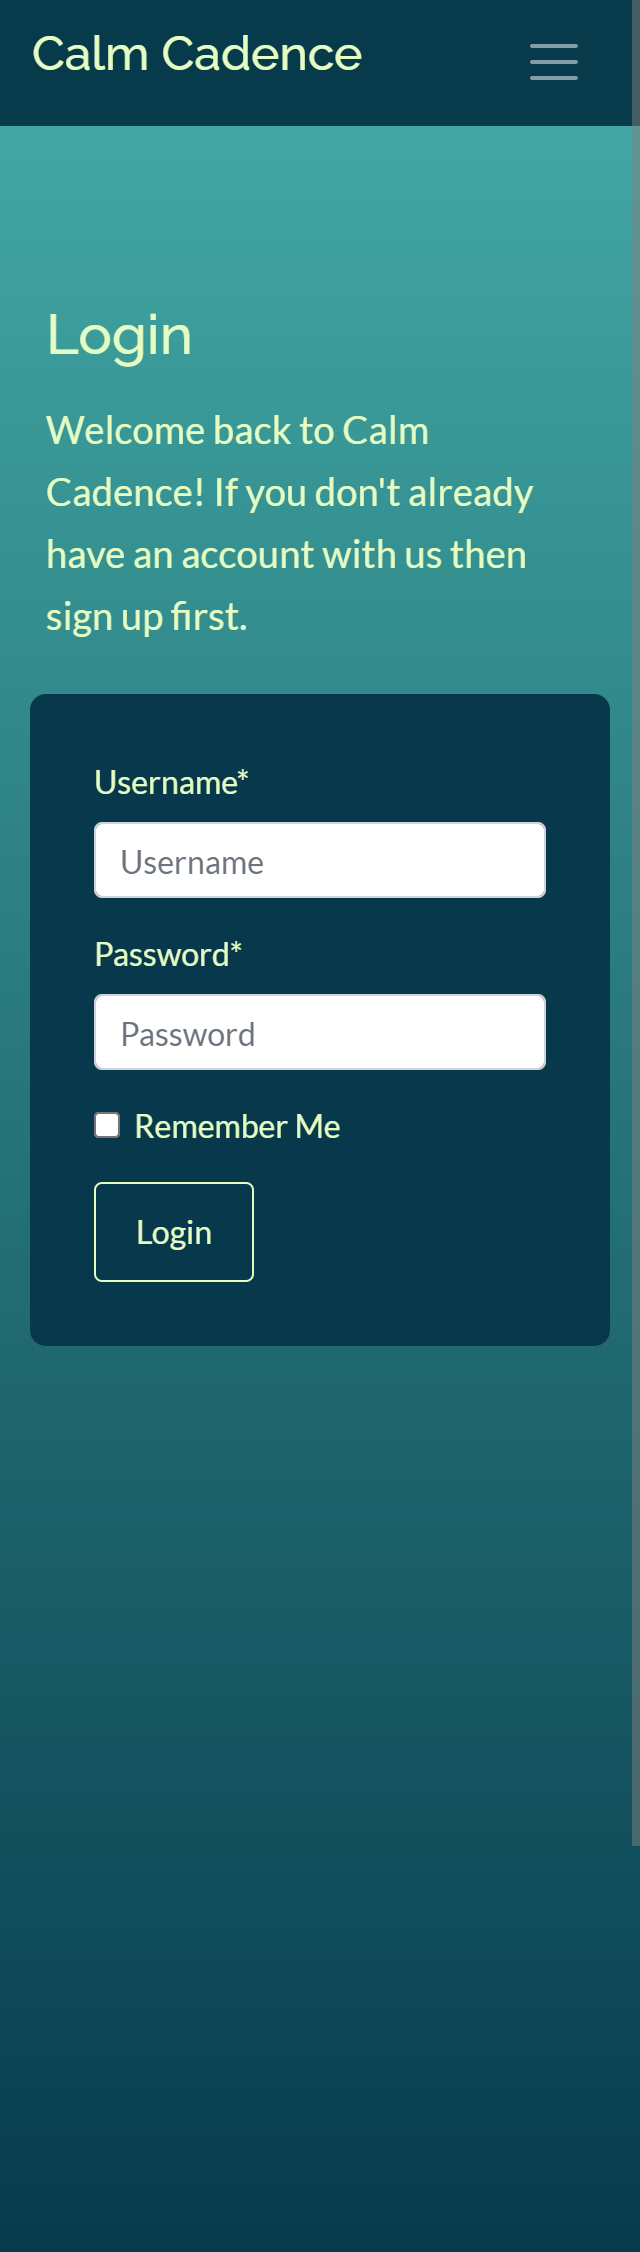 Calm Cadence
Login
Welcome back to Calm
Cadence! If you don't already
have an account with us then
sign up first.
Username*
Username
Password*
Password
Remember Me
Login